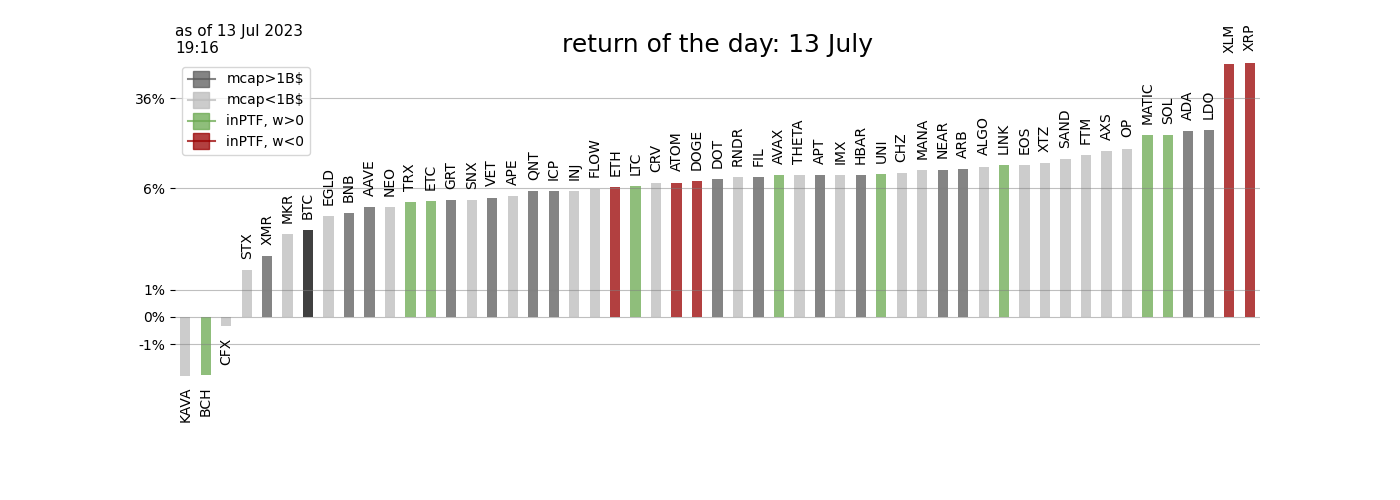 as of 13 Jul 2023
19:16
return of the day: 13 July
mcap>1B$
mcap<1B$
inPTF, w>0
inPTF, w<0
36%
6%
1%
0%
-1%
KAVA
BCH
CFX
STX
XMR
MKR
BTC
EGLD
BNB
AAVE
NEO
TRX
ETC
GRT
SNX
VET
APE
QNT
ICP
INJ
FLOW
ETH
LTC
CRV
ATOM
DOGE
DOT
RNDR
FIL
AVAX
THETA
APT
IMX
HBAR
UNI
CHZ
MANA
NEAR
ARB
ALGO
LINK
EOS
XTZ
SAND
FTM
AXS
OP
MATIC
SOL
ADA
LDO
XLM
XRP